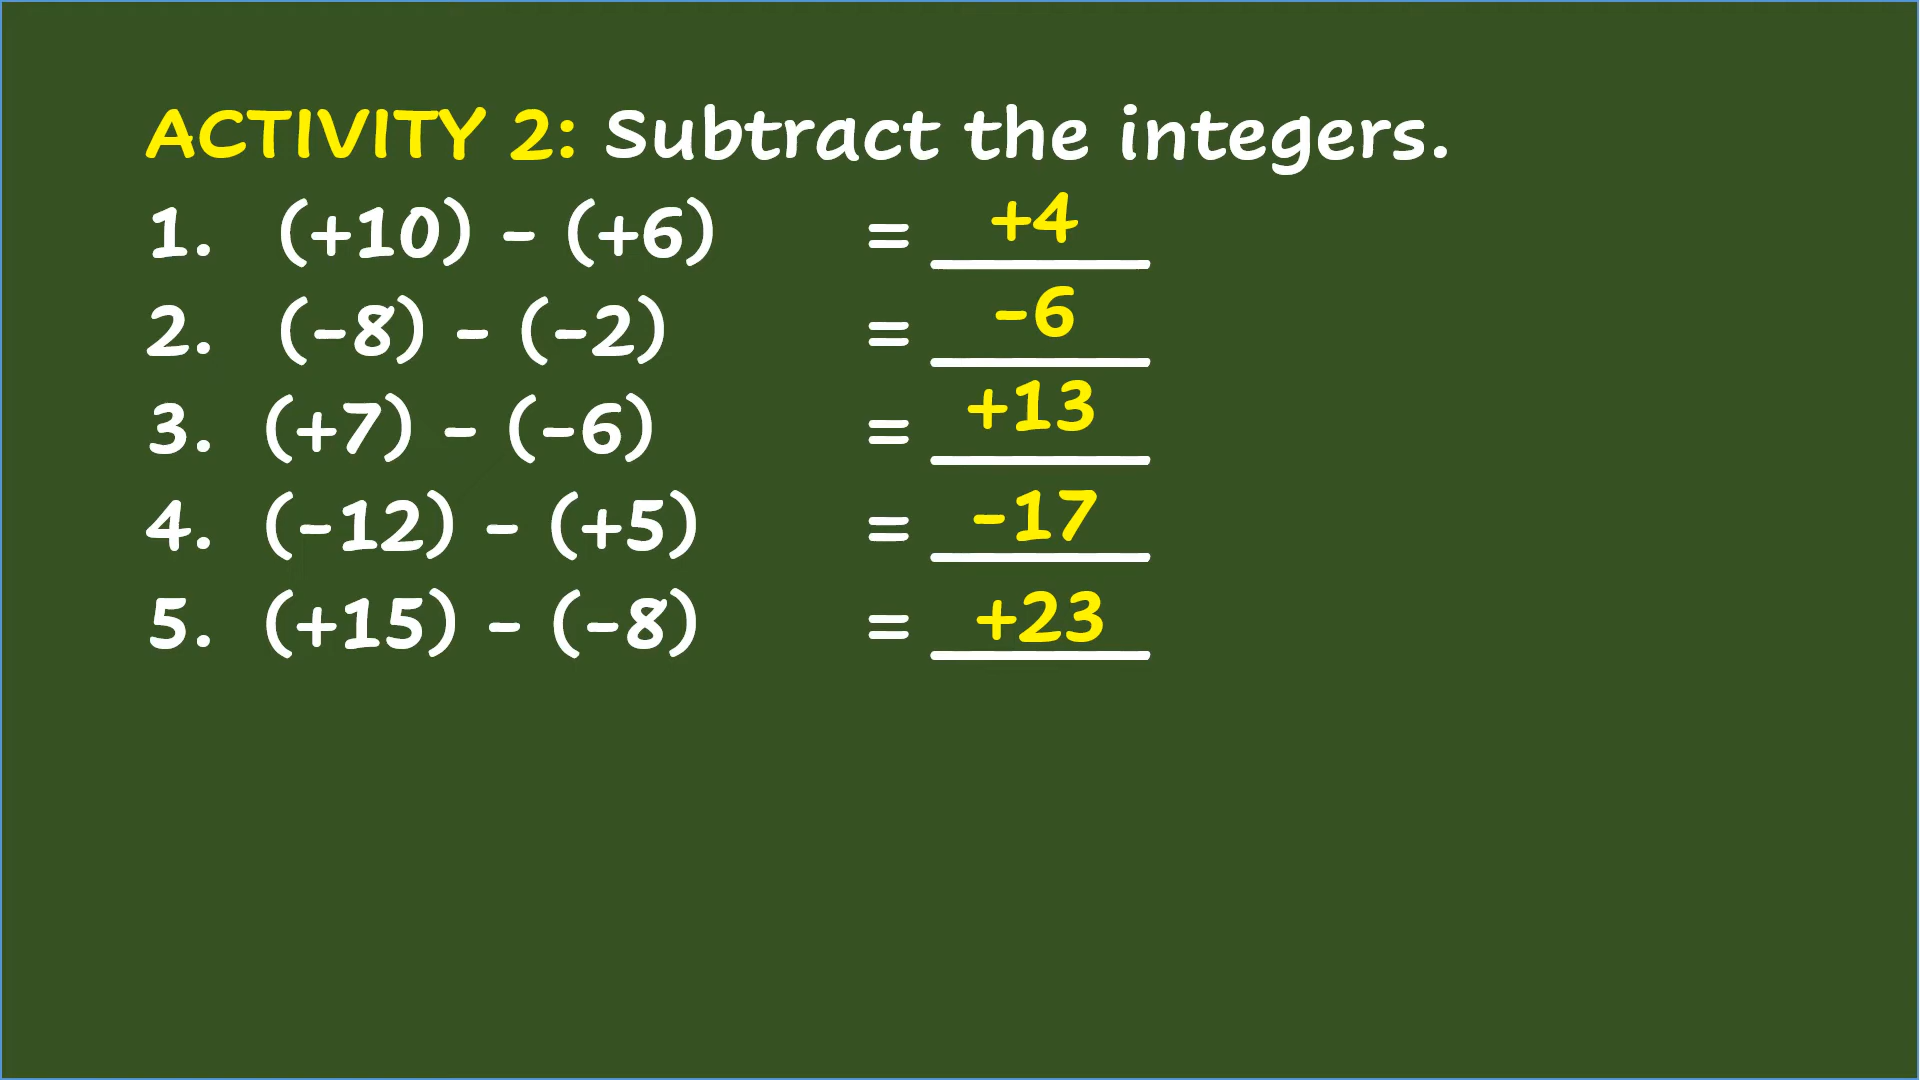 ACTIVITY 2: Subtract the integers.
1. (+10) - (+6) = +4
2. (-8) - (-2) = -6
3. (+7) - (-6) = +13
4. (-12) - (+5) = -17
5. (+15) - (-8) = +23